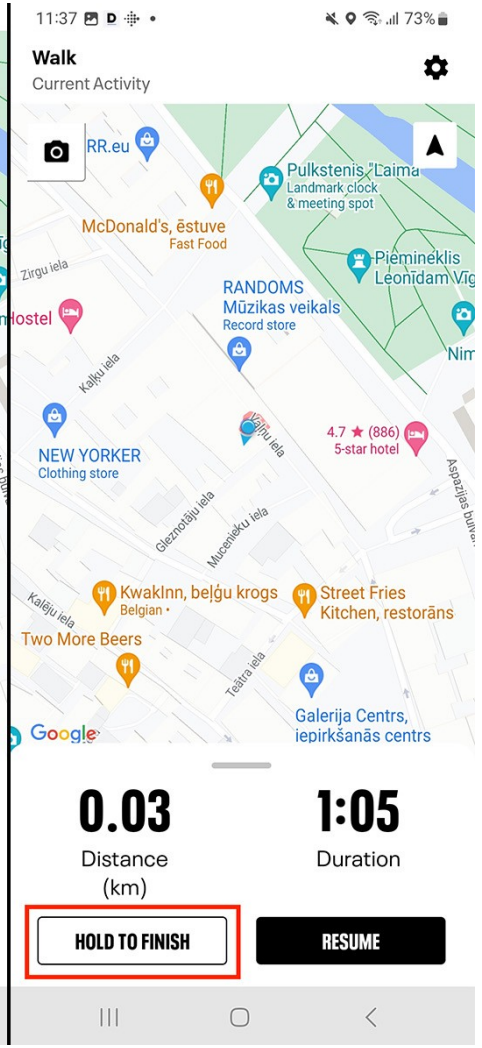 11:37
73%
Walk
Current Activity
RR.eu
Pulkstenis "Laima
Landmark clock
& meeting spot
McDonald's, ēstuve
Fast Food
Piemineklis
Leonīdam Vīg
Zirgu iela
RANDOMS
Mūzikas veikals
Record store
Hostel
Nim
Kaļķu iela
Vaļņu iela
4.7 ★ (886)
5-star hotel
NEW YORKER
Clothing store
Aspazijas bulvār
Gleznotāju iela
Mucenieku iela
KwakInn, beļģu krogs
Belgian •
Street Fries
Kitchen, restorāns
Kalēju iela
Two More Beers
Teātra iela
Galerija Centrs,
iepirkšanās centrs
Google
0.03
1:05
Distance
(km)
Duration
HOLD TO FINISH
RESUME